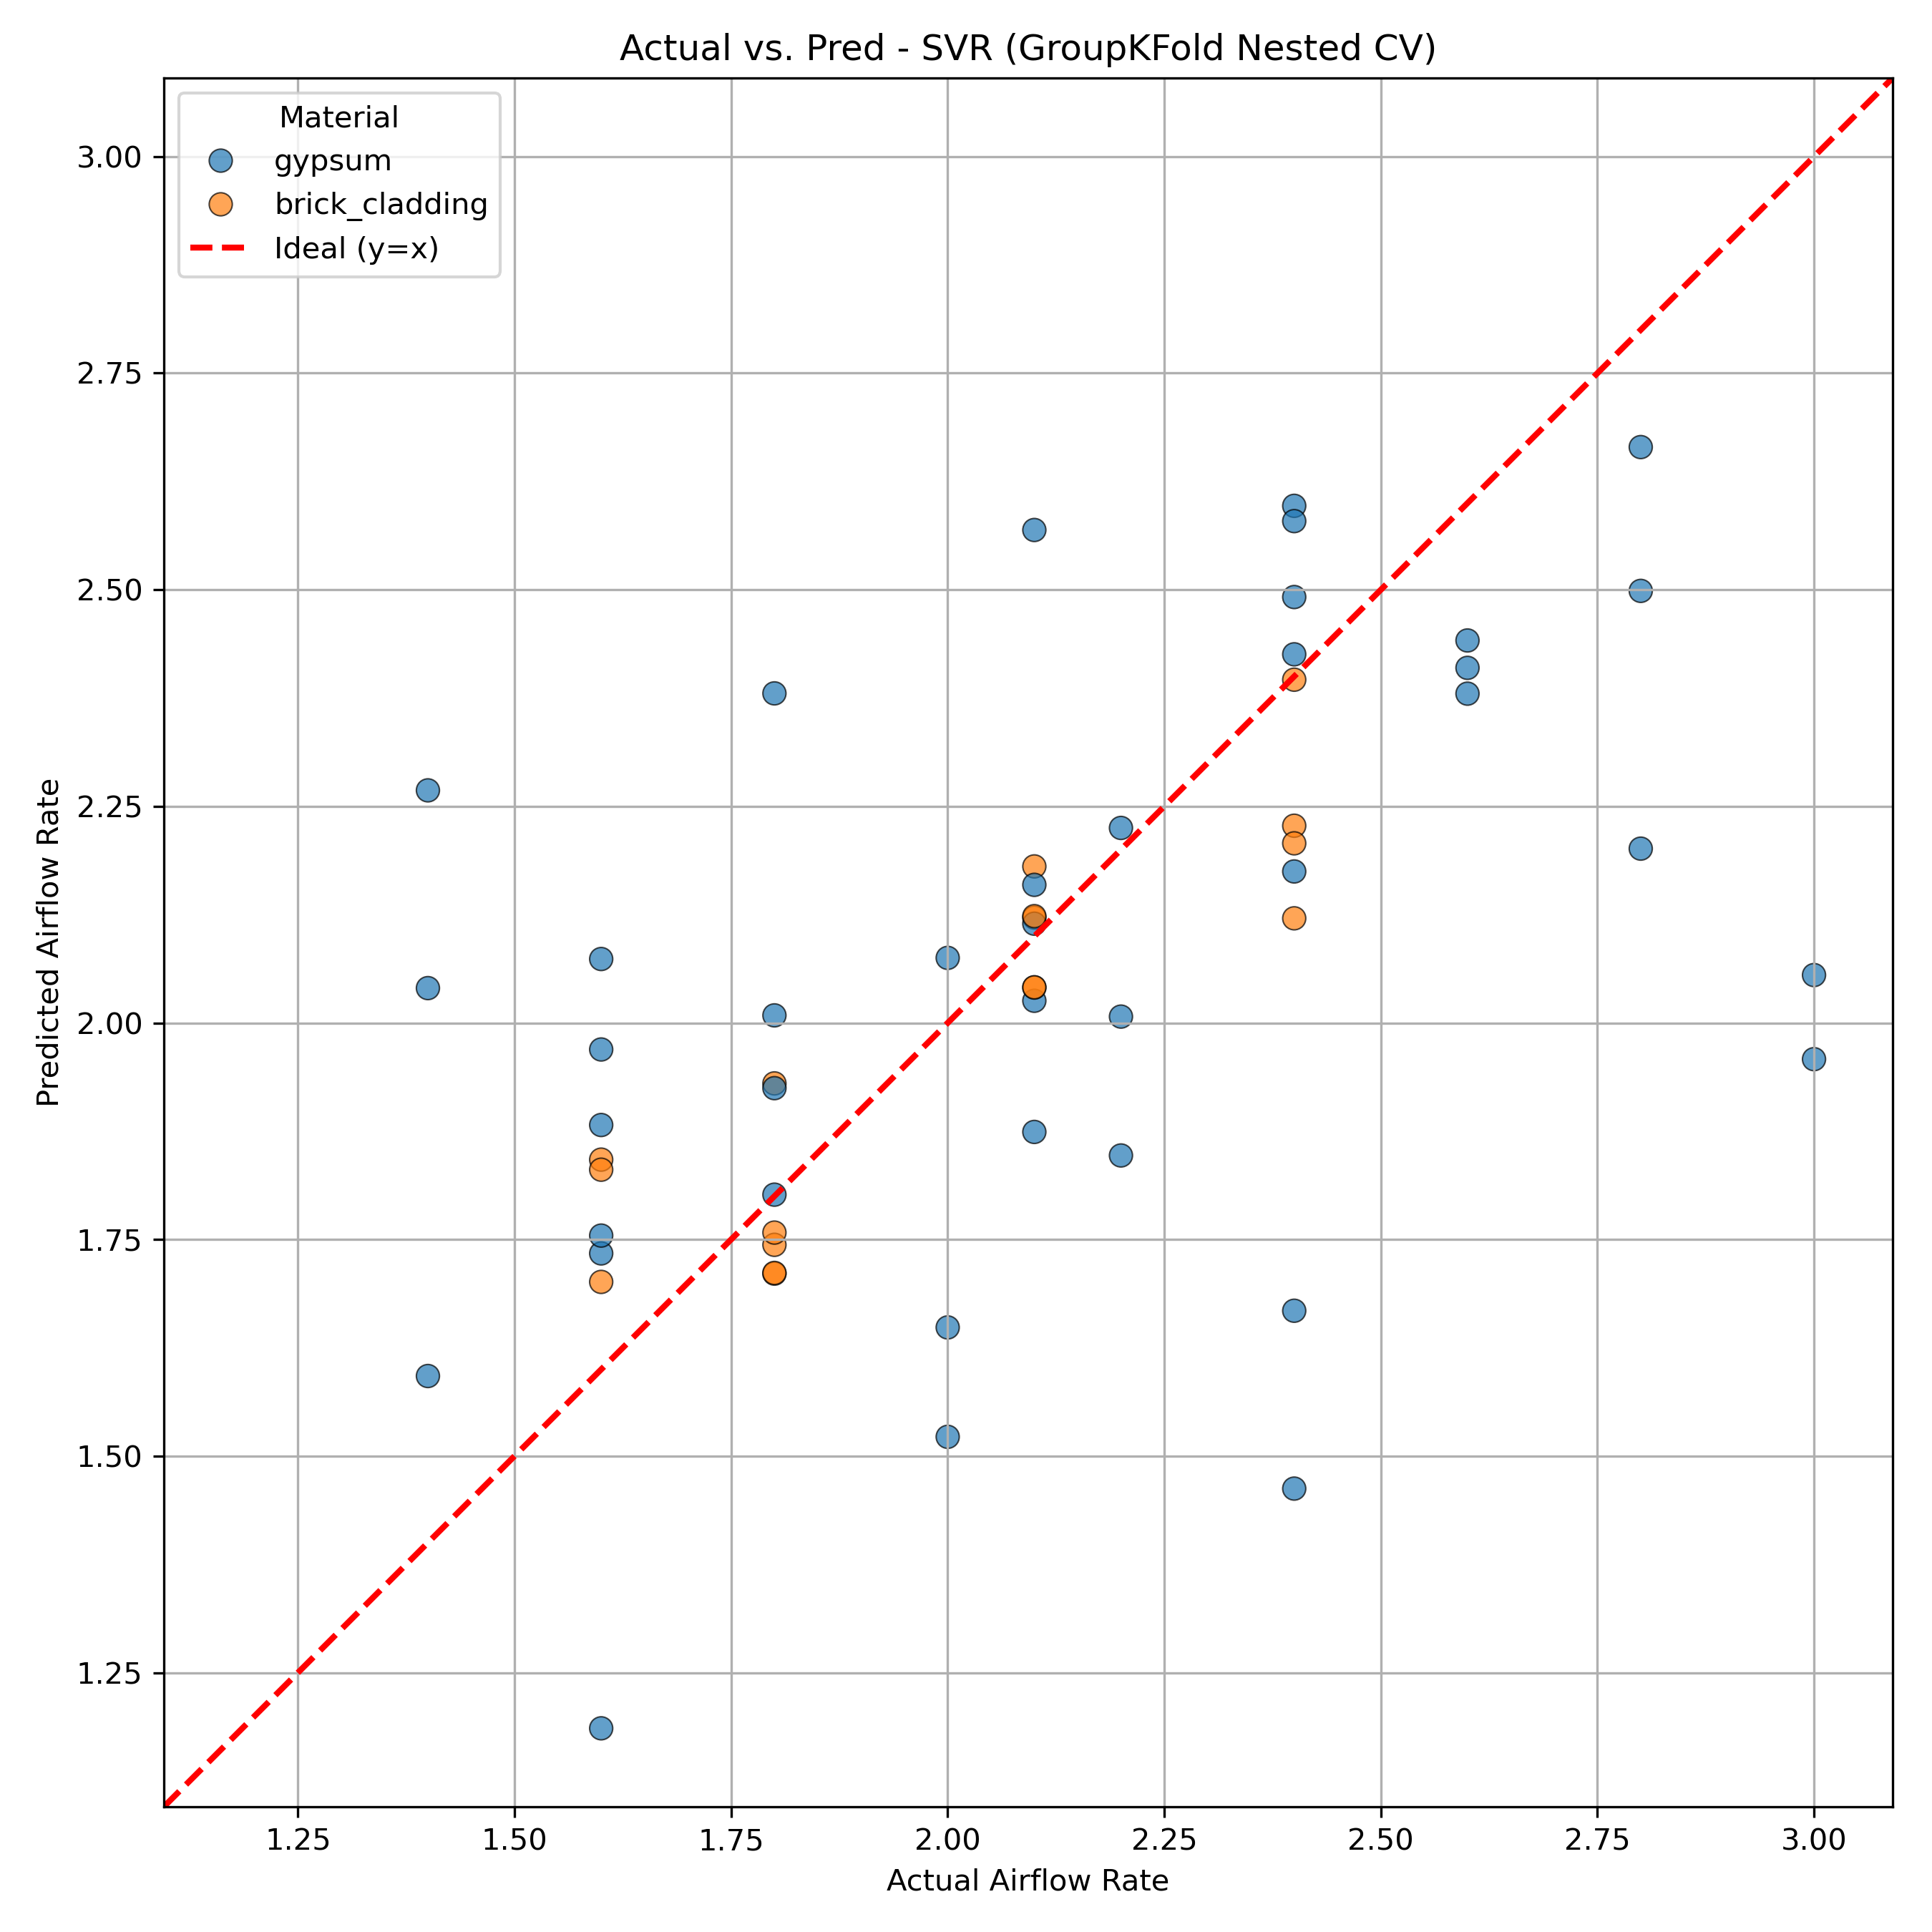 Actual vs. Pred - SVR (GroupKFold Nested CV)
Material
gypsum
brick_cladding
Ideal (y=x)
Predicted Airflow Rate
3.00
2.75
2.50
2.25
2.00
1.75
1.50
1.25
1.25 1.50 1.75 2.00 2.25 2.50 2.75 3.00
Actual Airflow Rate